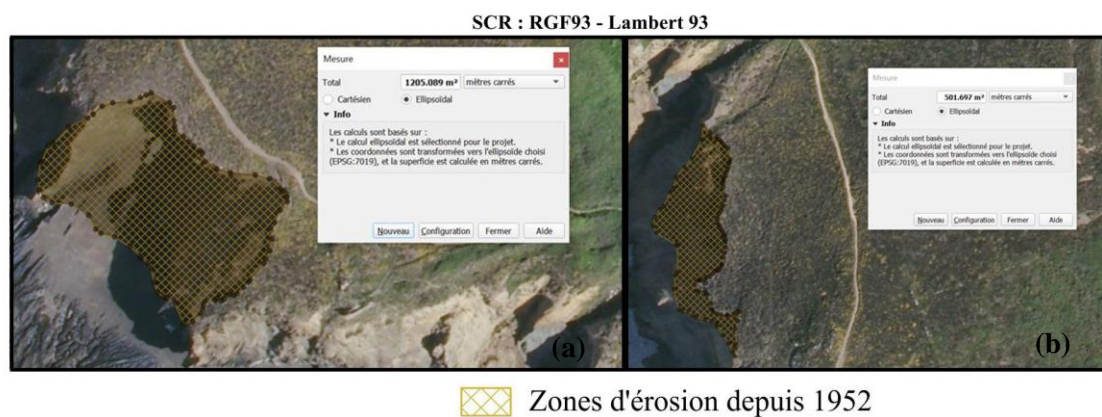 SCR : RGF93 - Lambert 93
Mesure
Total 1205.089 m² mètres carrés
Cartésien Ellipsoïdal
Info
Les calculs sont basés sur :
* Le calcul ellipsoïdal est sélectionné pour le projet.
* Les coordonnées sont transformées vers l'ellipsoïde choisi
(EPSG:7019), et la superficie est calculée en mètres carrés.
Nouveau Configuration Fermer Aide
(a)
Mesure
Total 501.697 m² mètres carrés
Cartésien Ellipsoïdal
Info
Les calculs sont basés sur :
* Le calcul ellipsoïdal est sélectionné pour le projet.
* Les coordonnées sont transformées vers l'ellipsoïde choisi
(EPSG:7019), et la superficie est calculée en mètres carrés.
Nouveau Configuration Fermer Aide
(b)
Zones d'érosion depuis 1952